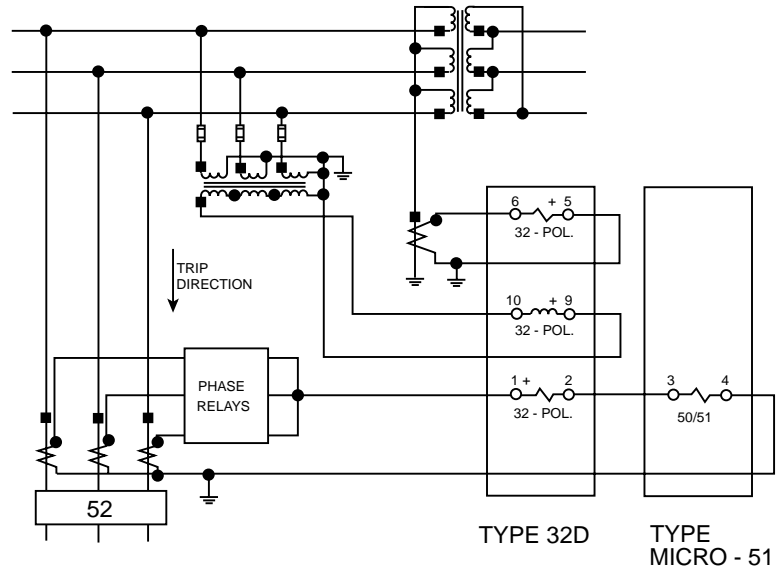 6 + 5
32 - POL.
TRIP
DIRECTION
10 + 9
32 - POL.
PHASE
RELAYS
1 + 2
32 - POL.
3 4
50/51
52
TYPE 32D
TYPE
MICRO - 51